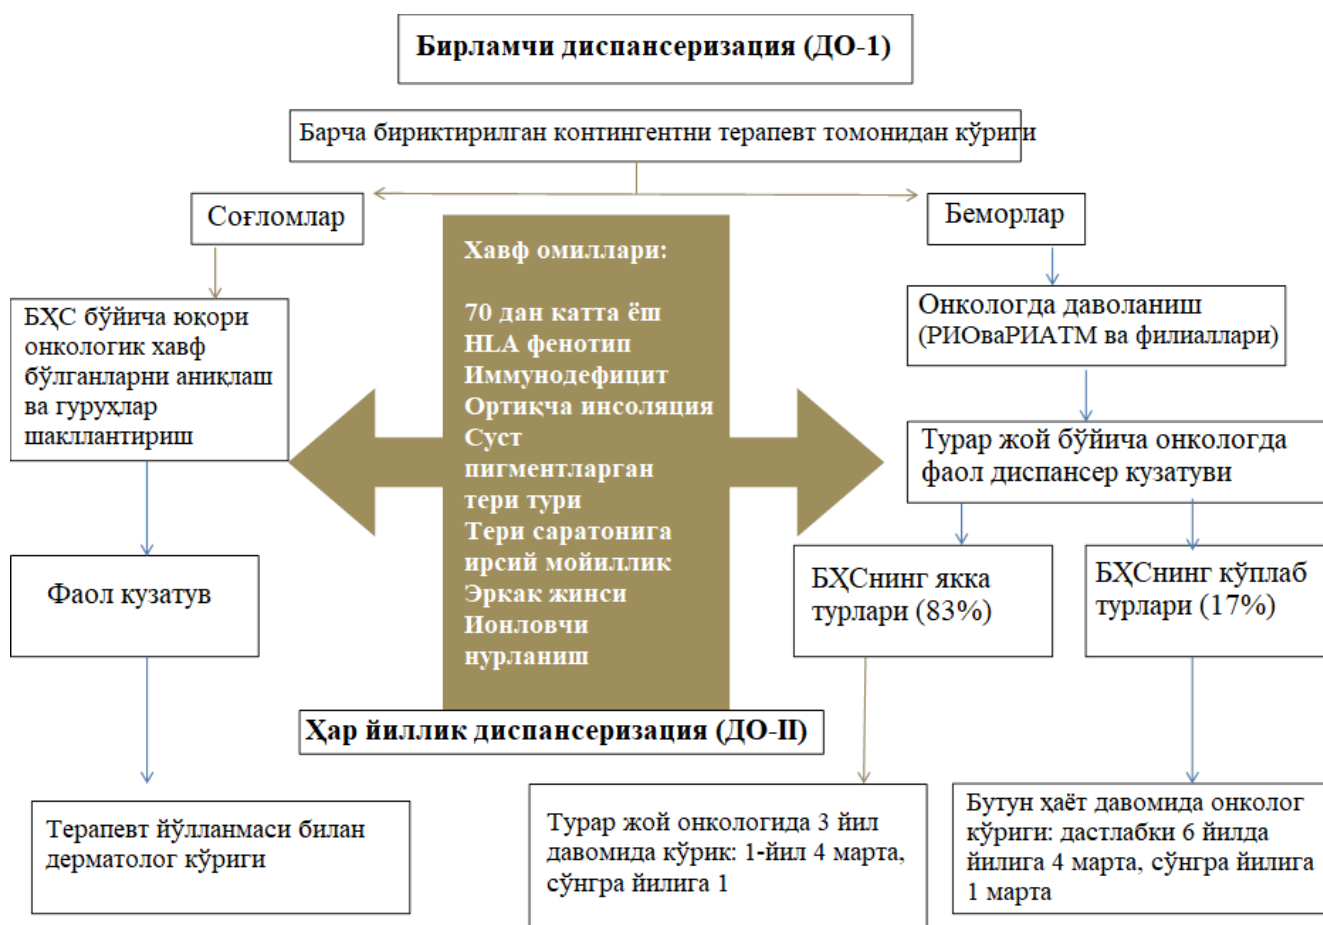 Бирламчи диспансеризация (ДО-1)
Барча бириктирилган контингентни терапевт томонидан кўриги
Соғломлар
Беморлар
БҲС бўйича юқори
онкологик хавф
бўлганларни аниқлаш
ва гуруҳлар
шакллантириш
Хавф омиллари:
70 дан катта ёш
HLA фенотип
Иммунодефицит
Ортиқча инсоляция
Суст
пигментларган
тери тури
Тери саратонига
ирсий мойиллик
Эркак жинси
Ионловчи
нурланиш
Онкологда даволаниш
(РИОваРИАТМ ва филиаллари)
Турар жой бўйича онкологда
фаол диспансер кузатуви
Фаол кузатув
БҲСнинг якка
турлари (83%)
БҲСнинг кўплаб
турлари (17%)
Ҳар йиллик диспансеризация (ДО-II)
Терапевт йўлланмаси билан
дерматолог кўриги
Турар жой онкологида 3 йил
давомида кўрик: 1-йил 4 марта,
сўнгра йилига 1
Бутун ҳаёт давомида онколог
кўриги: дастлабки 6 йилда
йилига 4 марта, сўнгра йилига
1 марта